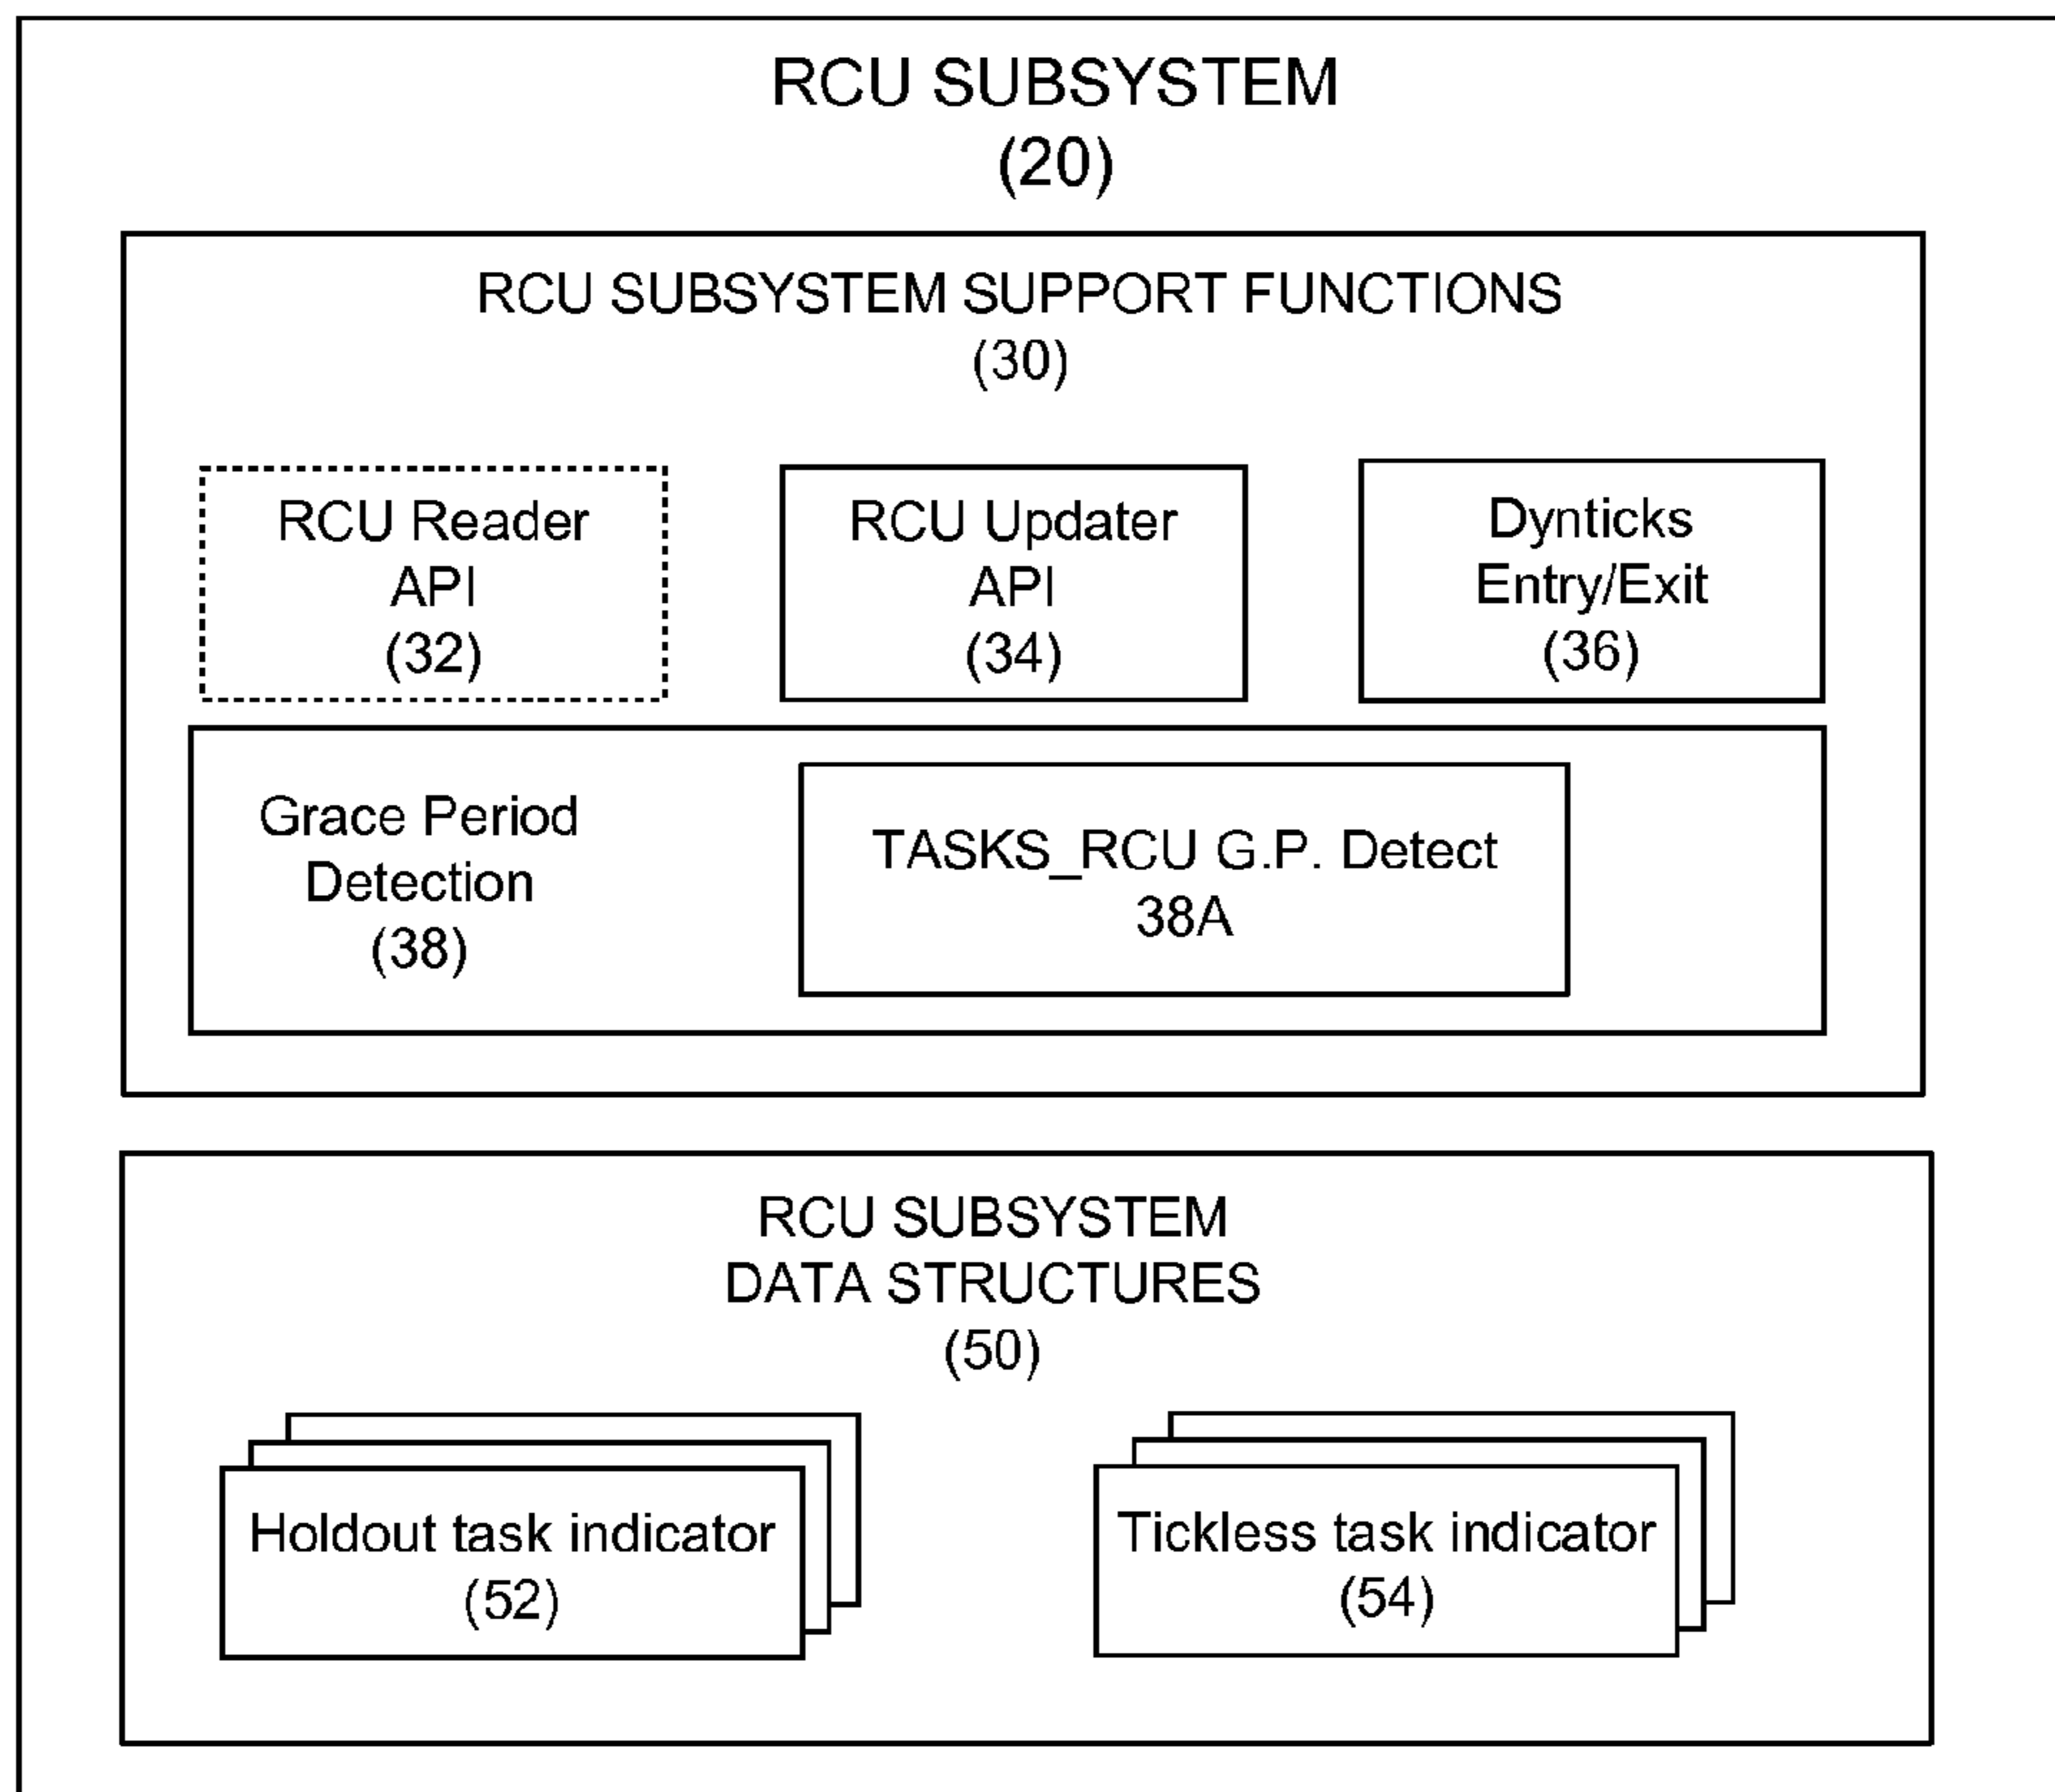 RCU SUBSYSTEM
(20)
RCU SUBSYSTEM SUPPORT FUNCTIONS
(30)
RCU Reader
API
(32)
RCU Updater
API
(34)
Dynticks
Entry/Exit
(36)
Grace Period
Detection
(38)
TASKS_RCU G.P. Detect
38A
RCU SUBSYSTEM
DATA STRUCTURES
(50)
Holdout task indicator
(52)
Tickless task indicator
(54)